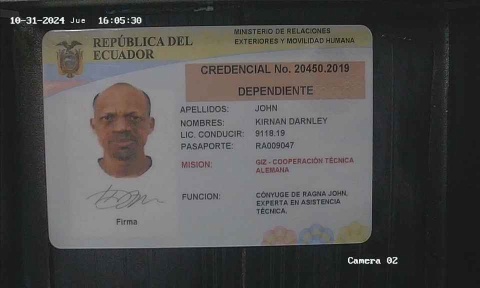 10-31-2024 Jue 16:05:30
REPÚBLICA DEL
ECUADOR
MINISTERIO DE RELACIONES
EXTERIORES Y MOVILIDAD HUMANA
CREDENCIAL No. 20450.2019
DEPENDIENTE
APELLIDOS: JOHN
NOMBRES: KIRNAN DARNLEY
LIC. CONDUCIR: 9118.19
PASAPORTE: RA009047
MISION: GIZ - COOPERACIÓN TÉCNICA
ALEMANA
FUNCION: CÓNYUGE DE RAGNA JOHN,
EXPERTA EN ASISTENCIA
TÉCNICA.
Firma
Camera 02